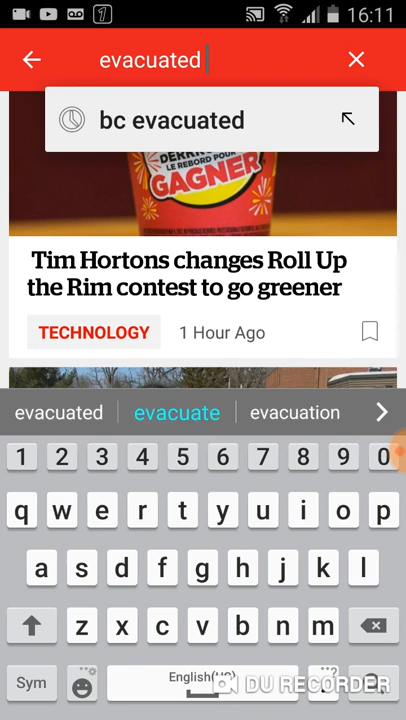 16:11
evacuated
bc evacuated
DERR
LE REBORD POUR
GAGNER
Tim Hortons changes Roll Up
the Rim contest to go greener
TECHNOLOGY 1 Hour Ago
evacuated evacuate evacuation
1 2 3 4 5 6 7 8 9 0
q w e r t y u i o p
a s d f g h j k l
z x c v b n m
Sym English(US) DU RECORDER